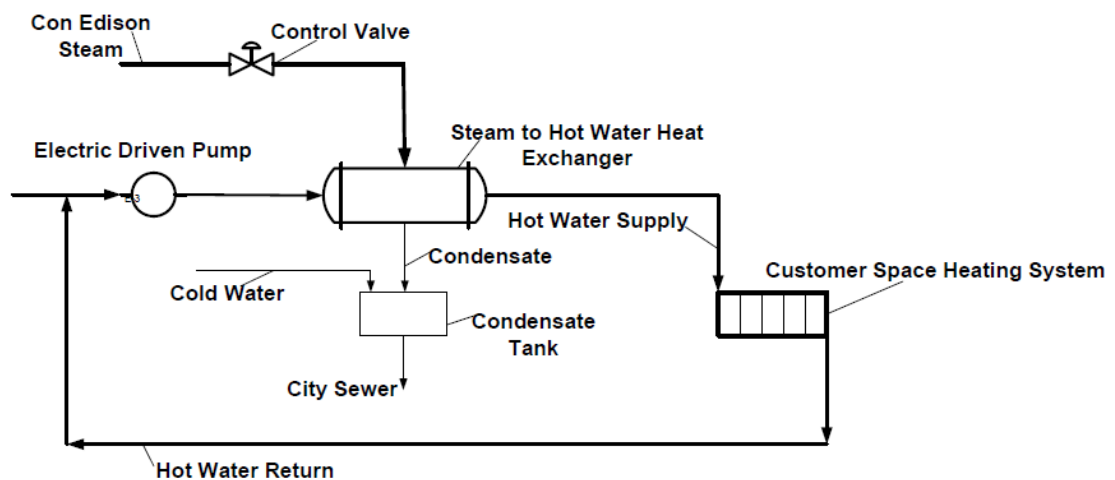 Con Edison
Steam
Control Valve
Steam to Hot Water Heat
Exchanger
Electric Driven Pump
Hot Water Supply
Condensate
Customer Space Heating System
Cold Water
Condensate
Tank
City Sewer
Hot Water Return